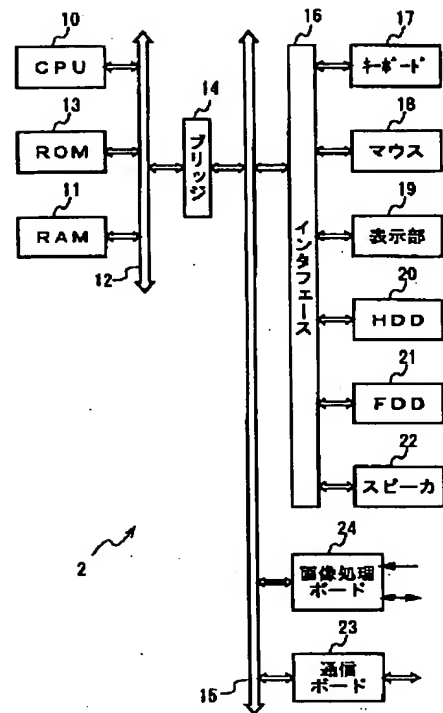 10
CPU
13
ROM
11
RAM
12
14
ブリッジ
16
インタフェース
17
キーボード
18
マウス
19
表示部
20
HDD
21
FDD
22
スピーカ
24
画像処理
ボード
23
通信
ボード
15
2